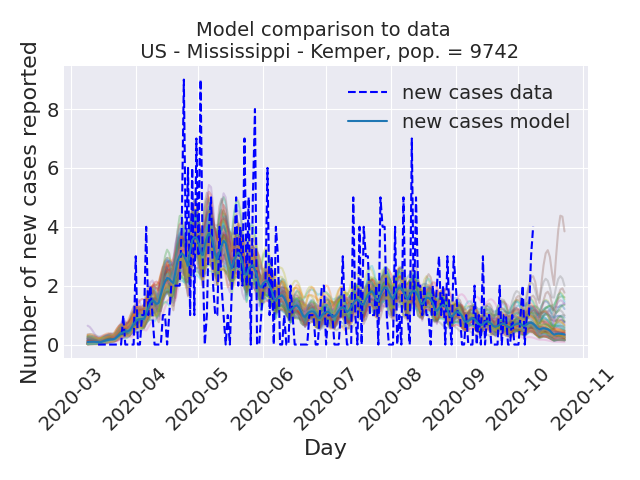 Model comparison to data
US - Mississippi - Kemper, pop. = 9742
Number of new cases reported
8
6
4
2
0
new cases data
new cases model
2020-03
2020-04
2020-05
2020-06
2020-07
2020-08
2020-09
2020-10
2020-11
Day